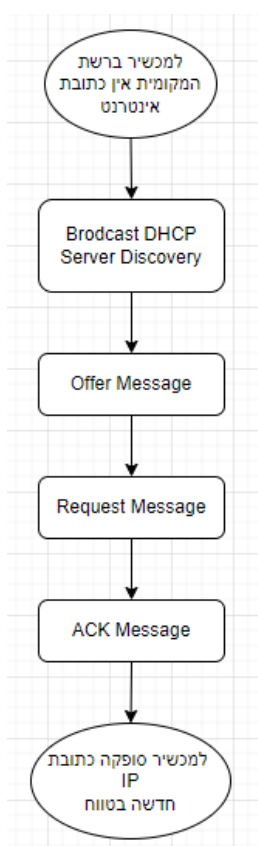 למכשיר ברשת
המקומית אין כתובת
אינטרנט
Brodcast DHCP
Server Discovery
Offer Message
Request Message
ACK Message
למכשיר סופקה כתובת
IP
חדשה בטווח